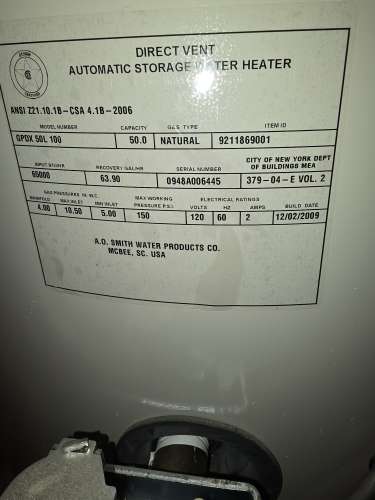 DIRECT VENT
AUTOMATIC STORAGE WATER HEATER
ANSI Z21.10.1B-CSA 4.1B-2006
MODEL NUMBER CAPACITY GAS TYPE ITEM ID
GPDX 50L 100 50.0 NATURAL 9211869001
INPUT BTU/HR RECOVERY GAL/HR SERIAL NUMBER CITY OF NEW YORK DEPT OF BUILDINGS MEA
65000 63.90 0948A006445 379-04-E VOL. 2
GAS PRESSURES IN. W.C. MAX WORKING PRESSURE P.S.I. ELECTRICAL RATINGS BUILD DATE
MANIFOLD MAX INLET MIN INLET VOLTS HZ AMPS
4.00 10.50 5.00 150 120 60 2 12/02/2009
A.O. SMITH WATER PRODUCTS CO.
MCBEE, SC. USA